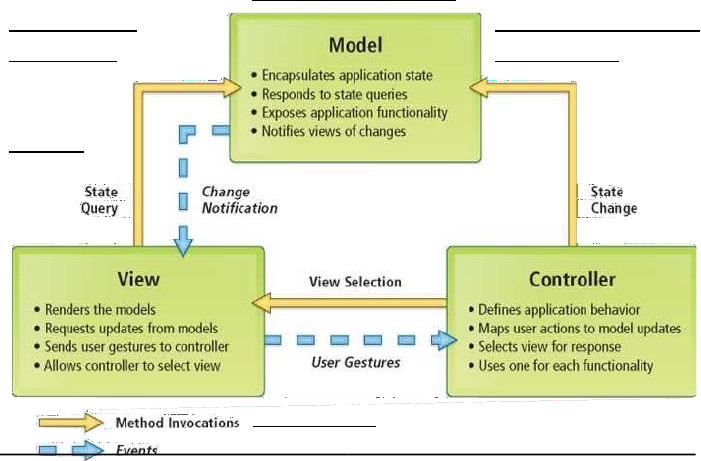 Model
• Encapsulates application state
• Responds to state queries
• Exposes application functionality
• Notifies views of changes
State
Query
Change
Notification
State
Change
View
• Renders the models
• Requests updates from models
• Sends user gestures to controller
• Allows controller to select view
View Selection
User Gestures
Controller
• Defines application behavior
• Maps user actions to model updates
• Selects view for response
• Uses one for each functionality
Method Invocations
Events